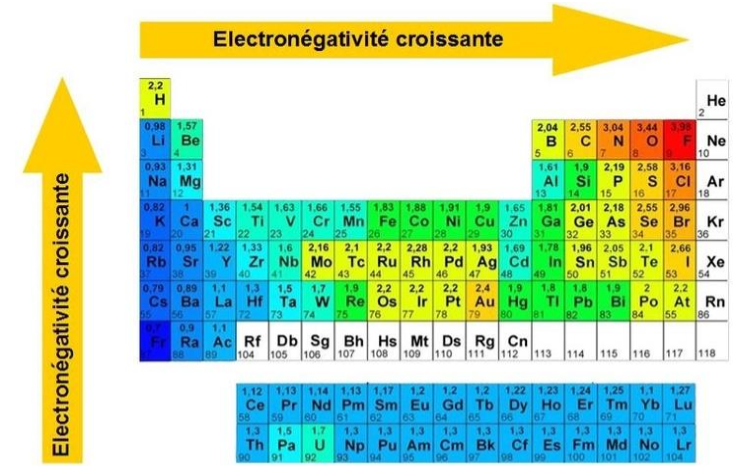 Electronégativité croissante
Electronégativité croissante
2,2
H He
1 2
0,98 1,57 2,04 2,55 3,04 3,44 3,98
Li Be B C N O F Ne
3 4 5 6 7 8 9 10
0,93 1,31 1,61 1,9 2,19 2,58 3,16
Na Mg Al Si P S Cl Ar
11 12 13 14 15 16 17 18
0,82 1 1,36 1,54 1,63 1,66 1,55 1,83 1,88 1,91 1,9 1,65 1,81 2,01 2,18 2,55 2,96
K Ca Sc Ti V Cr Mn Fe Co Ni Cu Zn Ga Ge As Se Br Kr
19 20 21 22 23 24 25 26 27 28 29 30 31 32 33 34 35 36
0,82 0,95 1,22 1,33 1,6 2,16 2,1 2,2 2,28 2,2 1,93 1,69 1,78 1,96 2,05 2,1 2,66
Rb Sr Y Zr Nb Mo Tc Ru Rh Pd Ag Cd In Sn Sb Te I Xe
37 38 39 40 41 42 43 44 45 46 47 48 49 50 51 52 53 54
0,79 0,89 1,1 1,3 1,5 1,7 1,9 2,2 2,2 2,2 2,4 1,9 1,8 1,8 1,9 2 2,2
Cs Ba La Hf Ta W Re Os Ir Pt Au Hg Tl Pb Bi Po At Rn
55 56 57 72 73 74 75 76 77 78 79 80 81 82 83 84 55 86
0,7 0,9 1,1
Fr Ra Ac Rf Db Sg Bh Hs Mt Ds Rg Cn
87 88 89 104 105 106 107 108 109 110 111 112 113 114 115 116 117 118
1,12 1,13 1,14 1,13 1,17 1,2 1,2 1,2 1,22 1,23 1,24 1,25 1,1 1,27
Ce Pr Nd Pm Sm Eu Gd Tb Dy Ho Er Tm Yb Lu
58 59 60 61 62 63 64 65 66 67 68 69 70 71
1,3 1,5 1,7 1,3 1,3 1,3 1,3 1,3 1,3 1,3 1,3 1,3 1,3 1,3
Th Pa U Np Pu Am Cm Bk Cf Es Fm Md No Lr
90 91 92 93 94 95 96 97 98 99 100 101 102 104